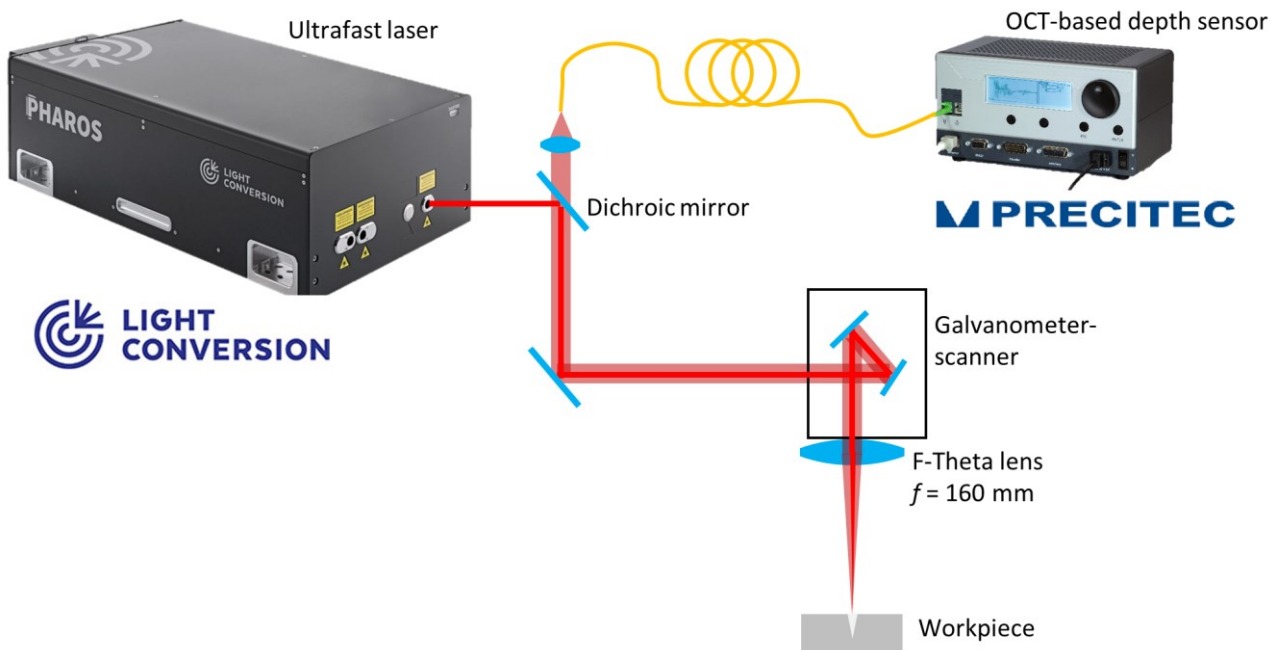 Ultrafast laser
OCT-based depth sensor
PHAROS
LIGHT
CONVERSION
Dichroic mirror
PRECITEC
LIGHT
CONVERSION
Galvanometer-
scanner
F-Theta lens
f = 160 mm
Workpiece